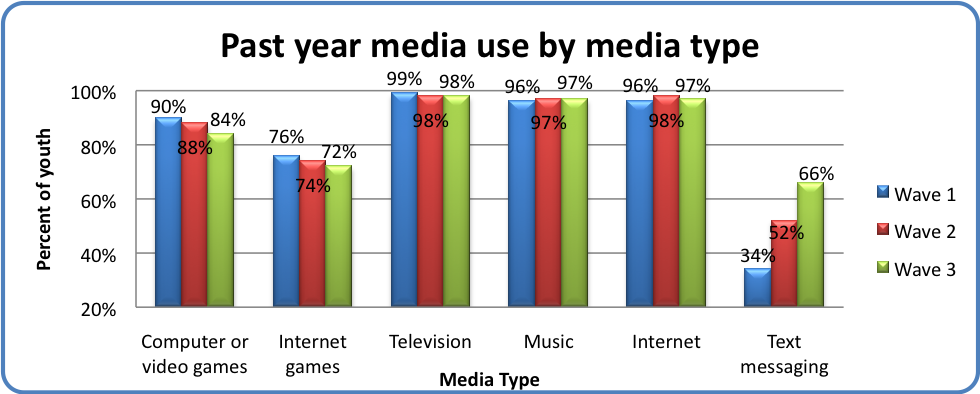 Past year media use by media type
Percent of youth
100%
80%
60%
40%
20%
90%
88%
84%
76%
74%
72%
99%
98%
98%
96%
97%
97%
96%
98%
97%
34%
52%
66%
Computer or
video games
Internet
games
Television
Music
Internet
Text
messaging
Media Type
Wave 1
Wave 2
Wave 3